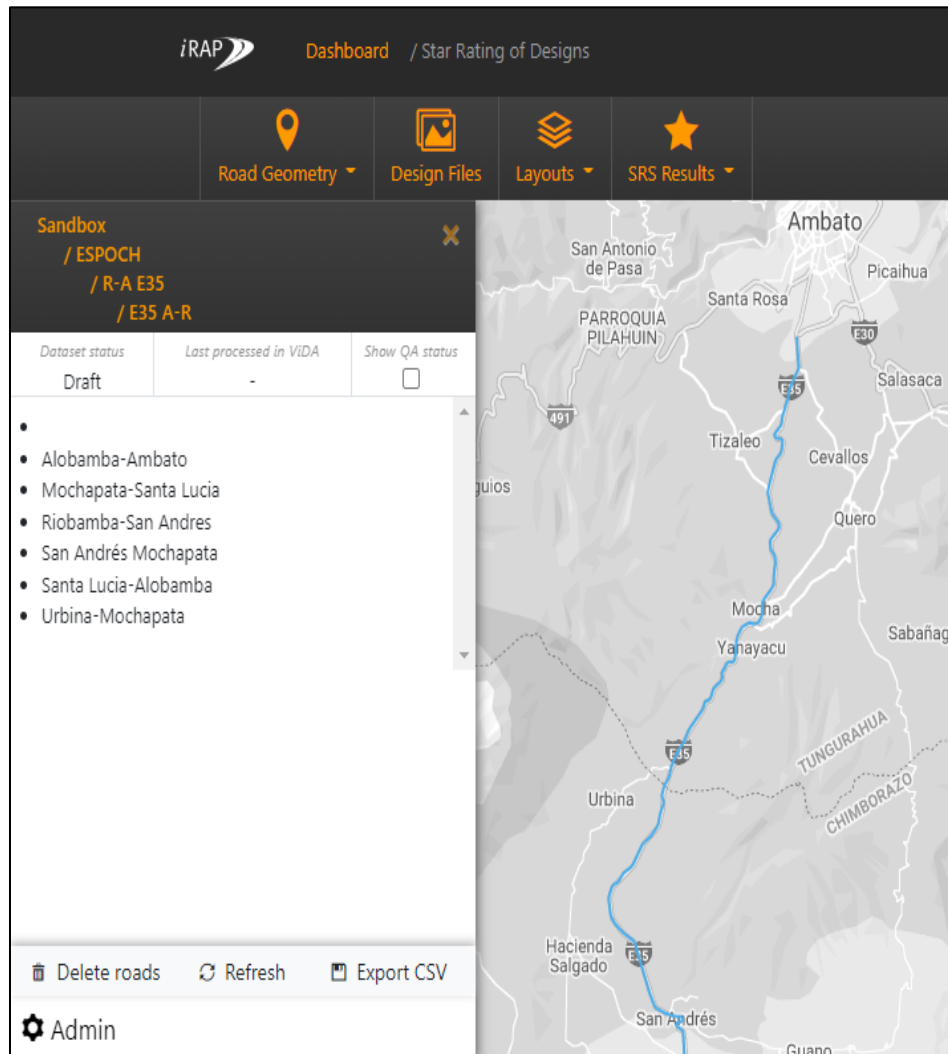 iRAP Dashboard / Star Rating of Designs
Road Geometry Design Files Layouts SRS Results
Sandbox
/ ESPOCH
/ R-A E35
/ E35 A-R
Dataset status Last processed in ViDA Show QA status
Draft -
Alobamba-Ambato
Mochapata-Santa Lucia
Riobamba-San Andres
San Andrés Mochapata
Santa Lucia-Alobamba
Urbina-Mochapata
Delete roads Refresh Export CSV
Admin
Ambato
San Antonio
de Pasa
Picaihua
Santa Rosa
PARROQUIA
PILAHUIN
E30
E35
Salasaca
491
Tizaleo
Cevallos
guios
Quero
Mocha
Yanayacu
Sabañag
TUNGURAHUA
E35
CHIMBORAZO
Urbina
Hacienda
Salgado
E35
San Andrés
Guano